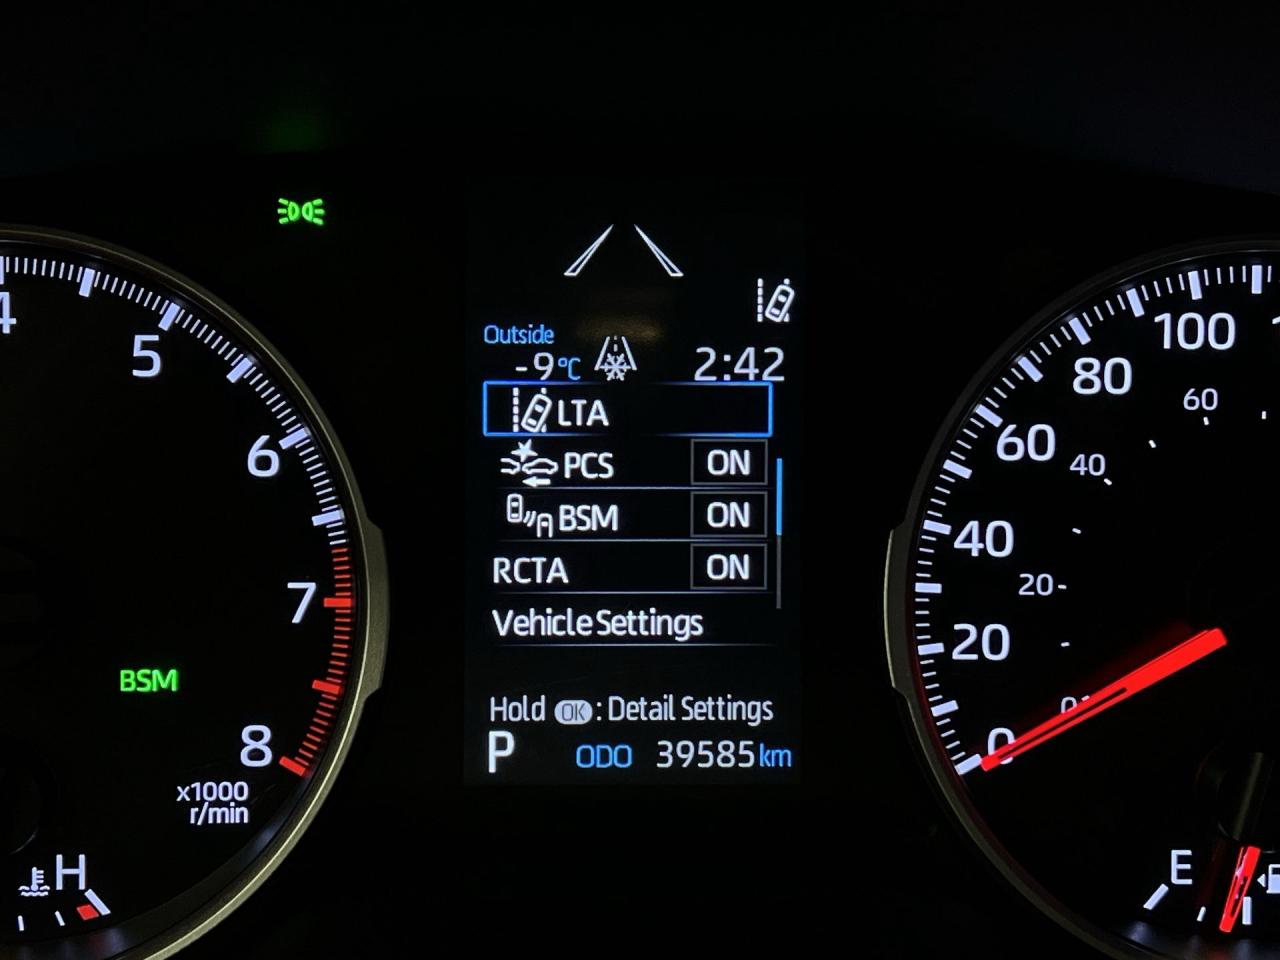 Outside
-9°C 2:42
LTA
PCS ON
BSM ON
RCTA ON
Vehicle Settings
Hold OK : Detail Settings
P ODO 39585 km
4
5
6
7
8
x1000
r/min
BSM
H
100
80
60
60
40
40
20
20
0
0
E